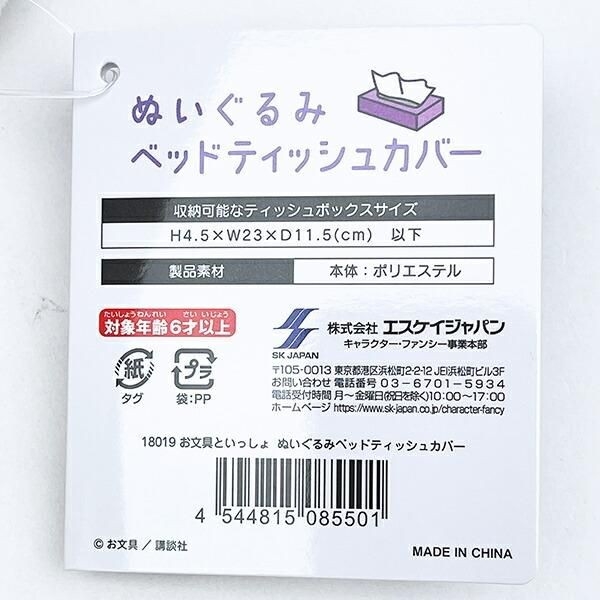 ぬいぐるみ
ベッドティッシュカバー
収納可能なティッシュボックスサイズ
H4.5×W23×D11.5(cm) 以下
製品素材 本体：ポリエステル
たいしょうねんれい さい いじょう
対象年齢6才以上
紙
タグ
プラ
袋：PP
SK JAPAN
株式会社 エスケイジャパン
キャラクター・ファンシー事業本部
〒105-0013 東京都港区浜松町2-2-12 JEI浜松町ビル3F
お問い合わせ 電話番号 03-6701-5934
電話受付時間 月〜金曜日(祝日を除く)10:00〜17:00
ホームページ https://www.sk-japan.co.jp/character-fancy
18019 お文具といっしょ ぬいぐるみベッドティッシュカバー
4 544815 085501
©お文具／講談社
MADE IN CHINA